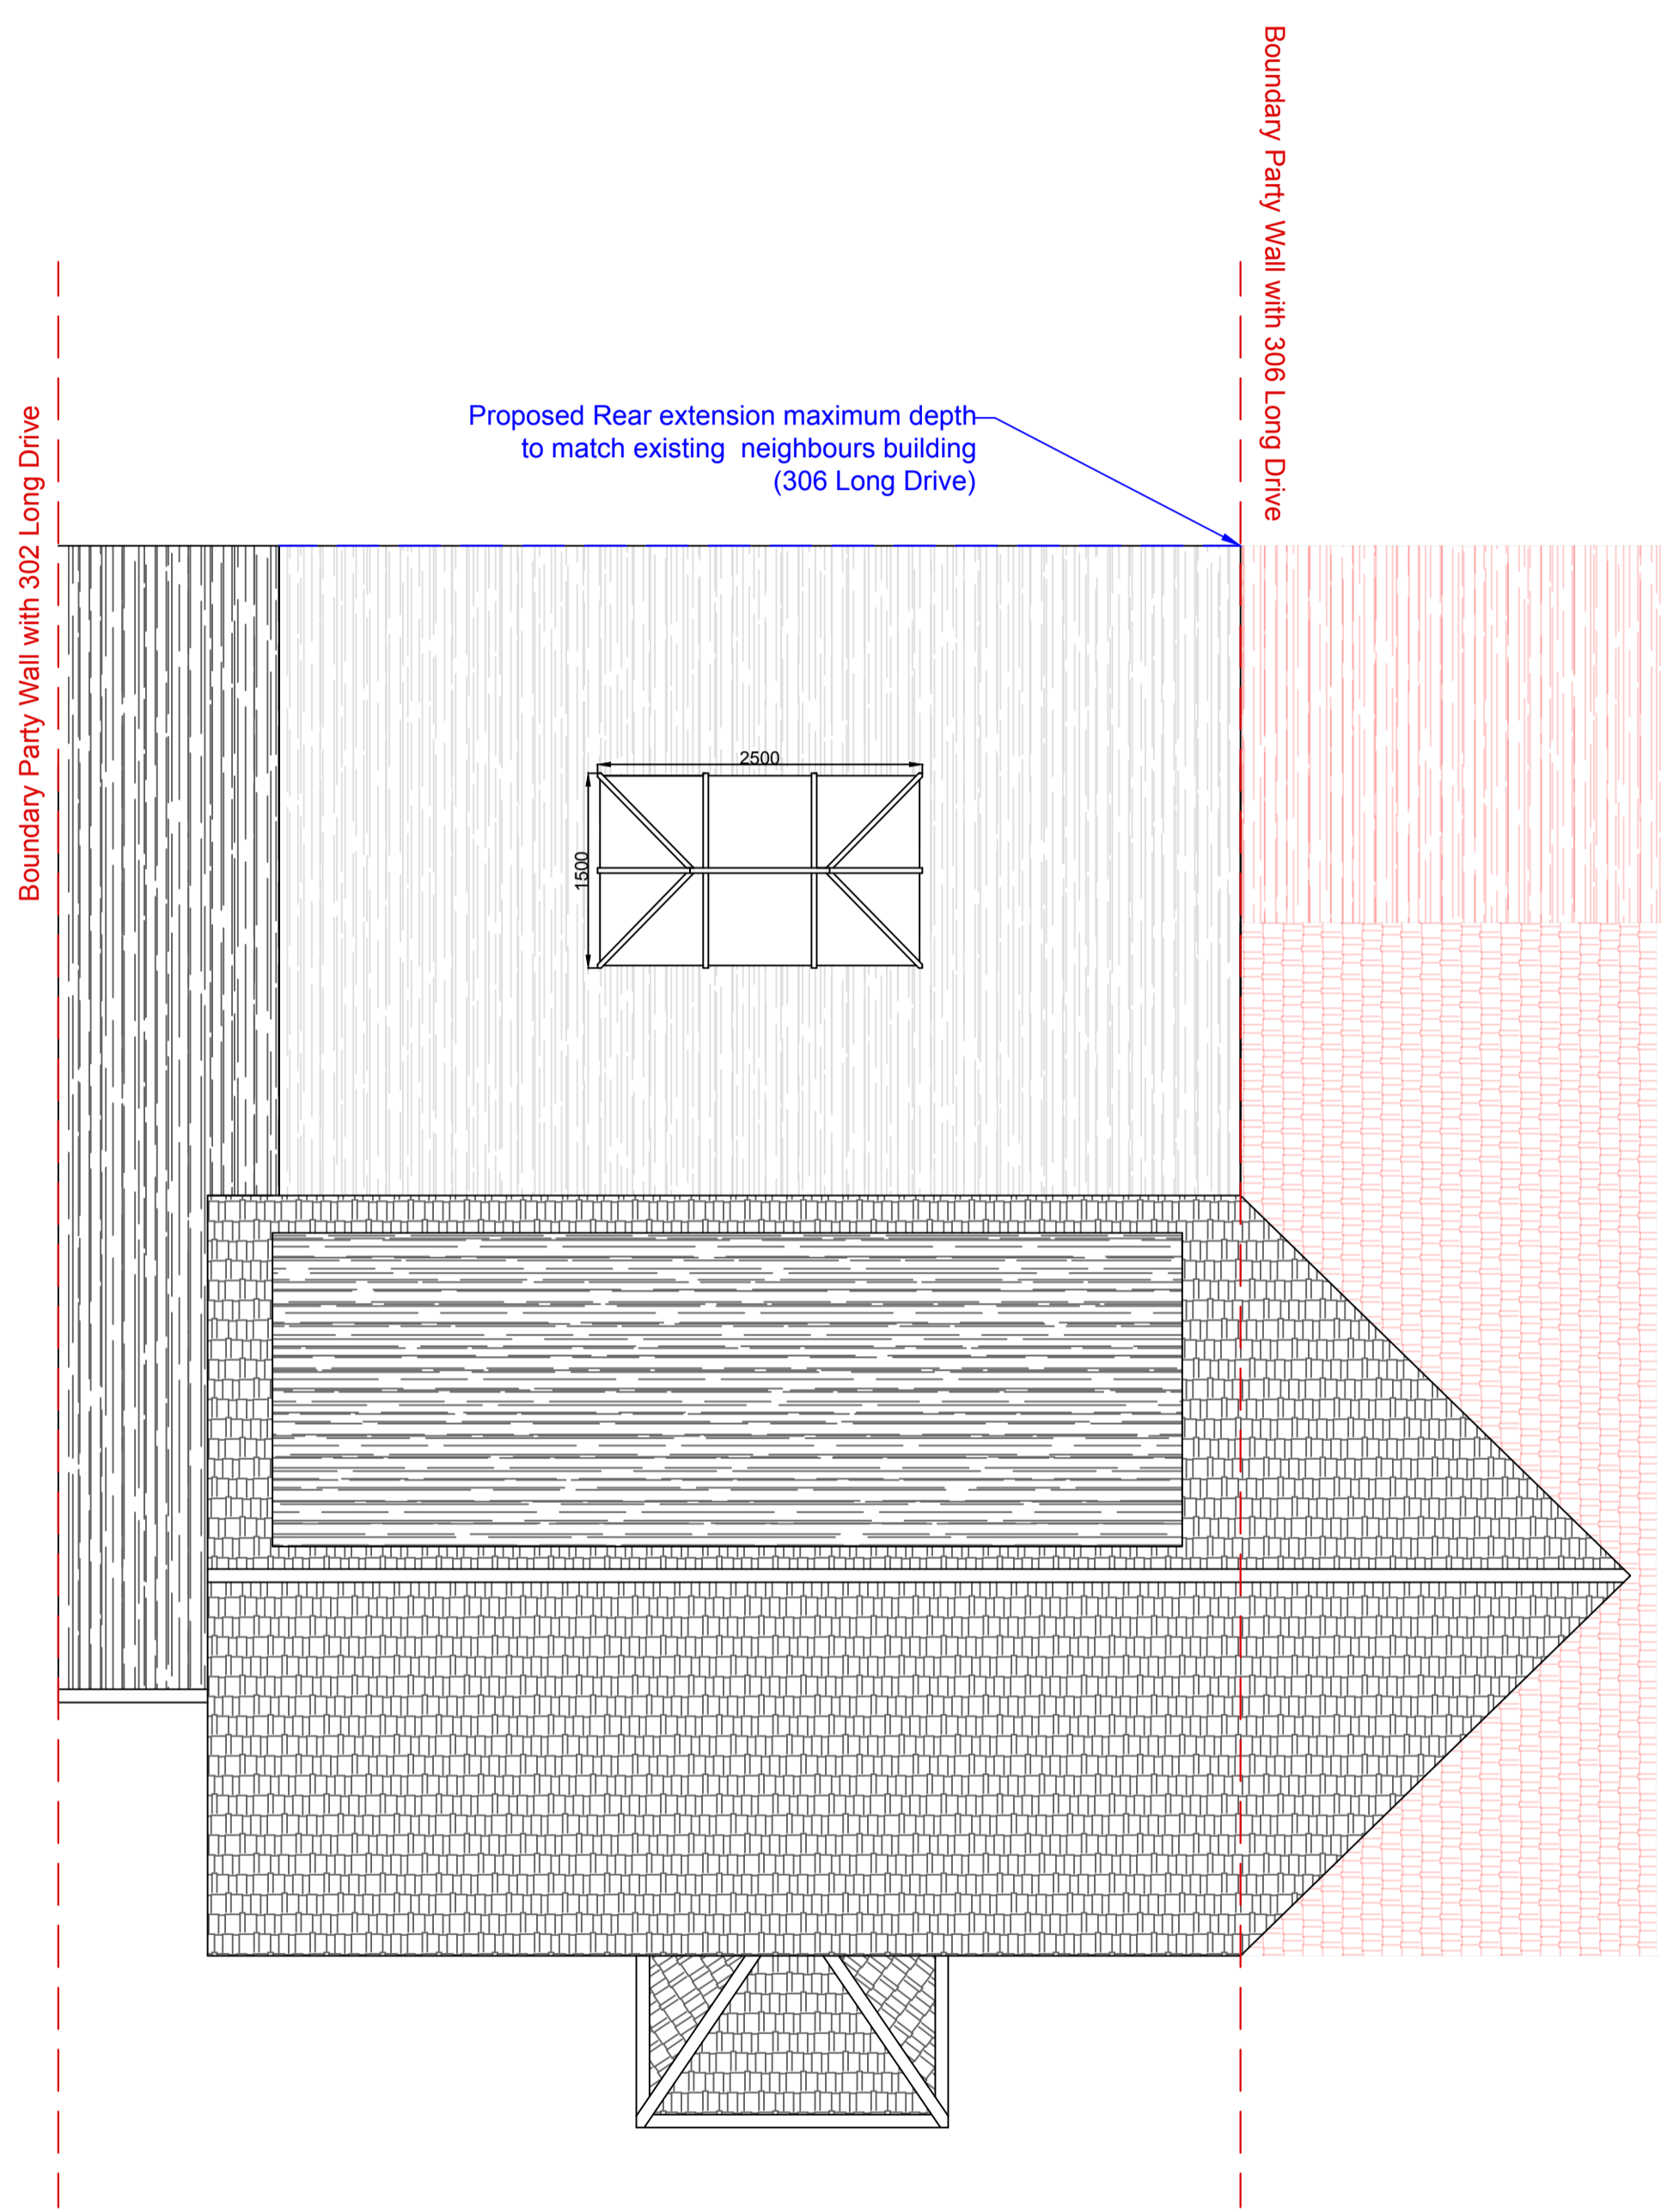 Boundary Party Wall with 306 Long Drive
Boundary Party Wall with 302 Long Drive
Proposed Rear extension maximum depth
to match existing  neighbours building
(306 Long Drive)
2500
1500